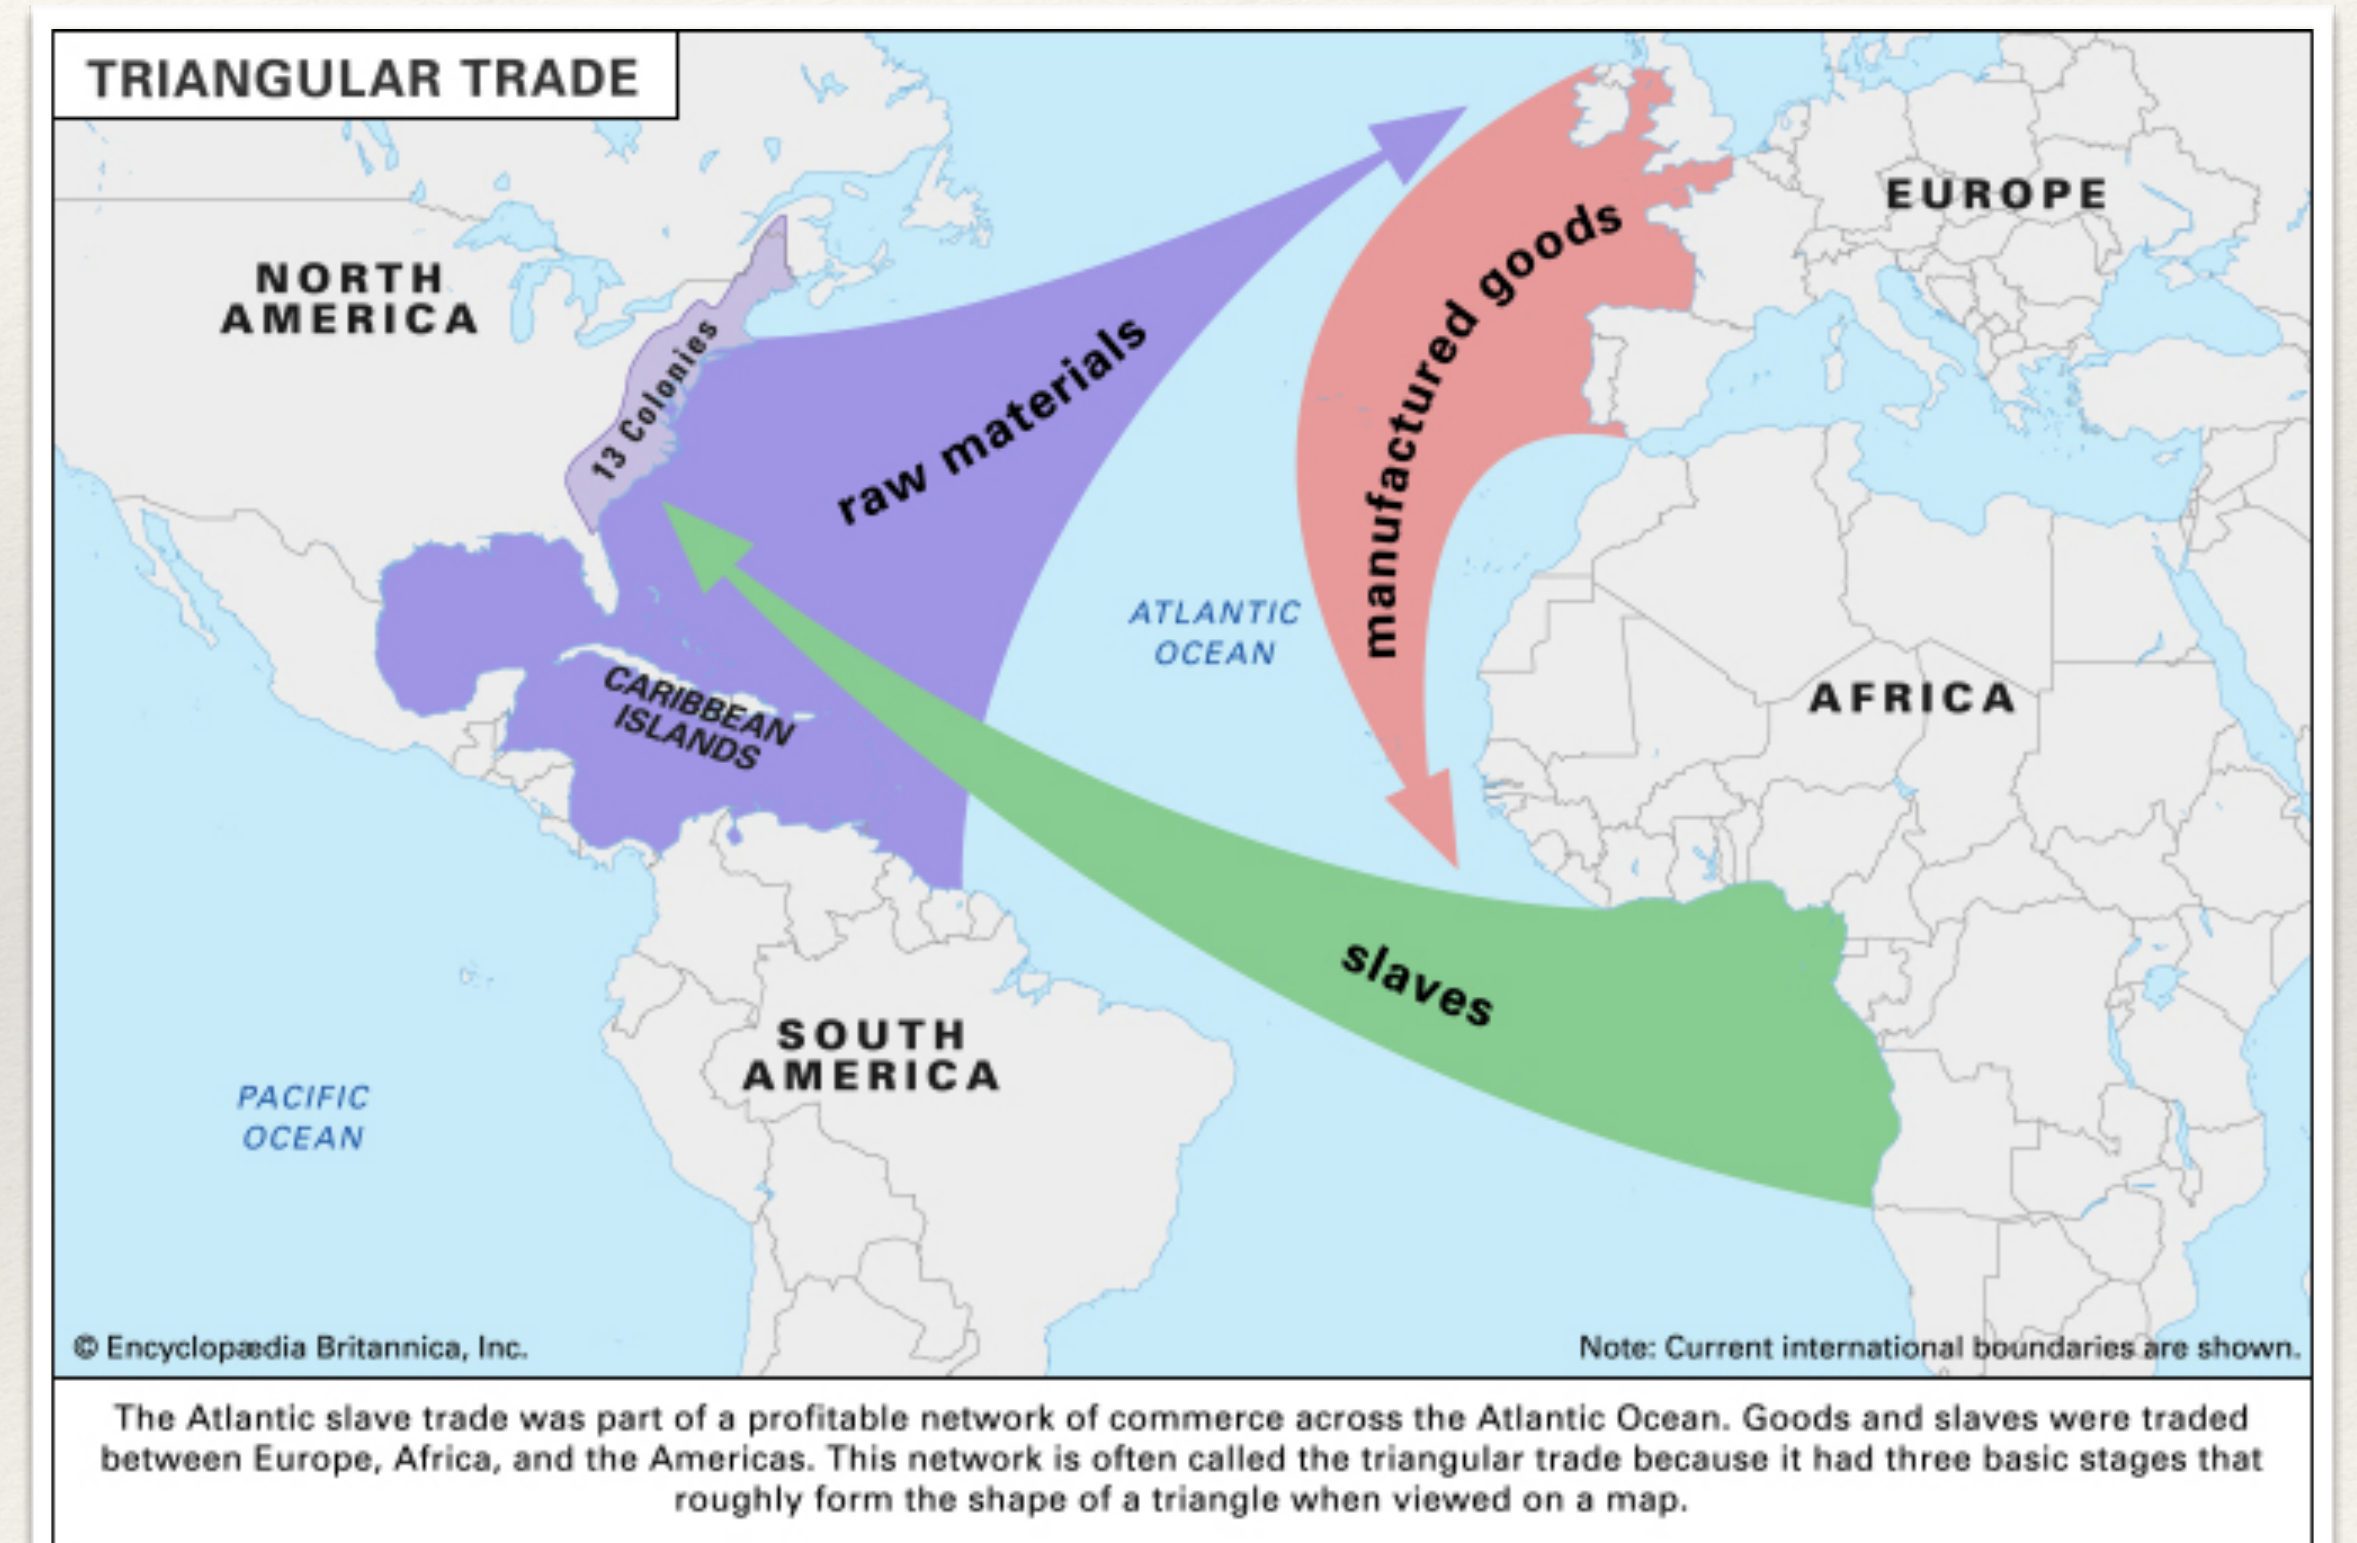 TRIANGULAR TRADE
NORTH
AMERICA
13 Colonies
raw materials
manufactured goods
EUROPE
ATLANTIC
OCEAN
CARIBBEAN
ISLANDS
AFRICA
slaves
SOUTH
AMERICA
PACIFIC
OCEAN
© Encyclopædia Britannica, Inc.
Note: Current international boundaries are shown.
The Atlantic slave trade was part of a profitable network of commerce across the Atlantic Ocean. Goods and slaves were traded
between Europe, Africa, and the Americas. This network is often called the triangular trade because it had three basic stages that
roughly form the shape of a triangle when viewed on a map.